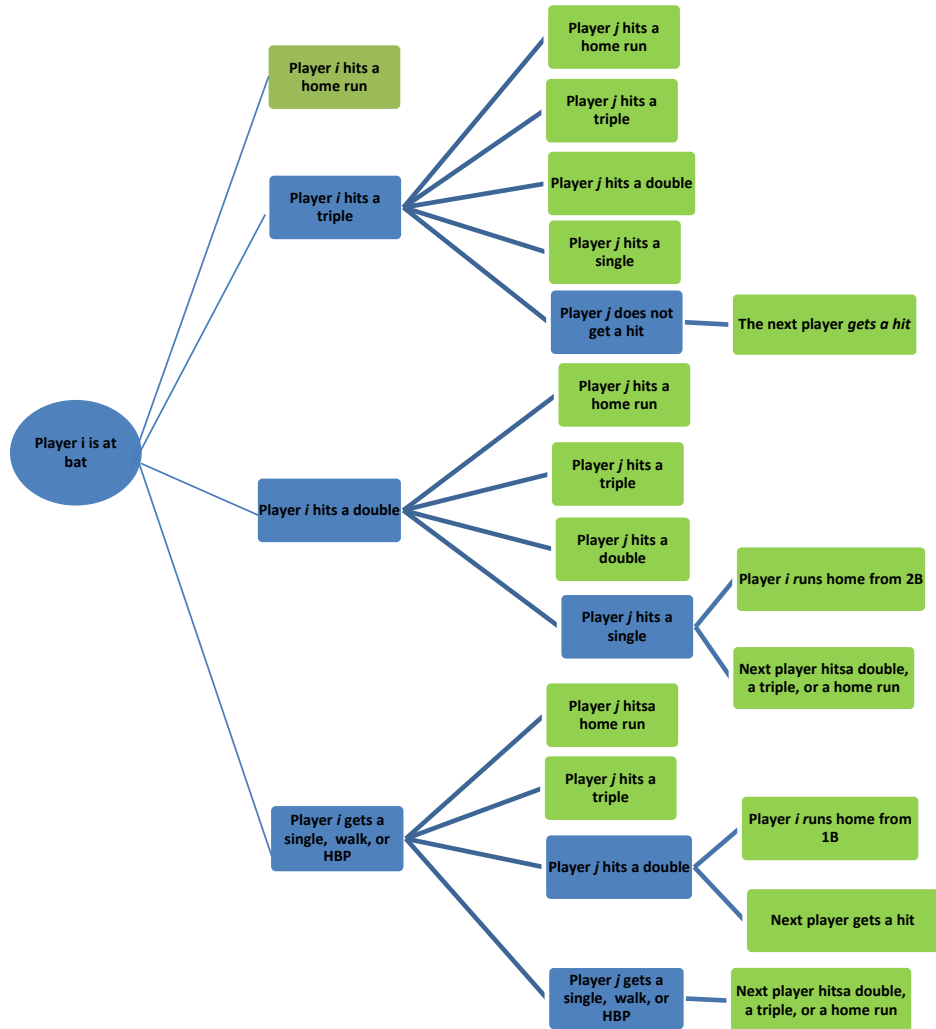 Player i is at
bat
Player i hits a
home run
Player i hits a
triple
Player j hits a
home run
Player j hits a
triple
Player j hits a double
Player j hits a
single
Player j does not
get a hit
The next player gets a hit
Player i hits a double
Player j hits a
home run
Player j hits a
triple
Player j hits a
double
Player j hits a
single
Player i runs home from 2B
Next player hitsa double,
a triple, or a home run
Player i gets a
single, walk, or
HBP
Player j hitsa
home run
Player j hits a
triple
Player j hits a double
Player i runs home from
1B
Next player gets a hit
Player j gets a
single, walk, or
HBP
Next player hitsa double,
a triple, or a home run